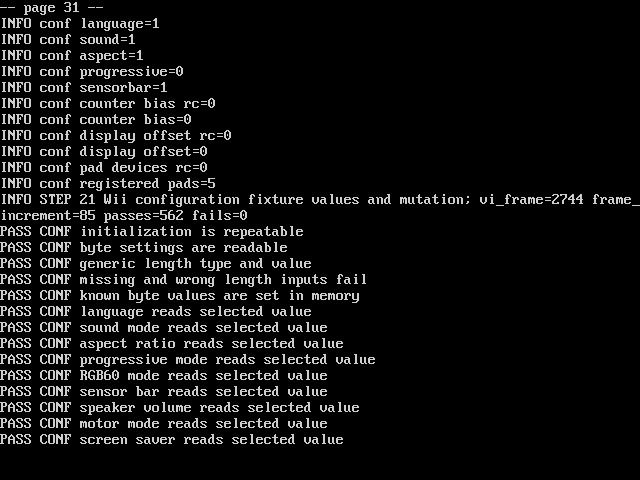 -- page 31 --
INFO conf language=1
INFO conf sound=1
INFO conf aspect=1
INFO conf progressive=0
INFO conf sensorbar=1
INFO conf counter bias rc=0
INFO conf counter bias=0
INFO conf display offset rc=0
INFO conf display offset=0
INFO conf pad devices rc=0
INFO conf registered pads=5
INFO STEP 21 Wii configuration fixture values and mutation; vi_frame=2744 frame_
increment=85 passes=562 fails=0
PASS CONF initialization is repeatable
PASS CONF byte settings are readable
PASS CONF generic length type and value
PASS CONF missing and wrong length inputs fail
PASS CONF known byte values are set in memory
PASS CONF language reads selected value
PASS CONF sound mode reads selected value
PASS CONF aspect ratio reads selected value
PASS CONF progressive mode reads selected value
PASS CONF RGB60 mode reads selected value
PASS CONF sensor bar reads selected value
PASS CONF speaker volume reads selected value
PASS CONF motor mode reads selected value
PASS CONF screen saver reads selected value